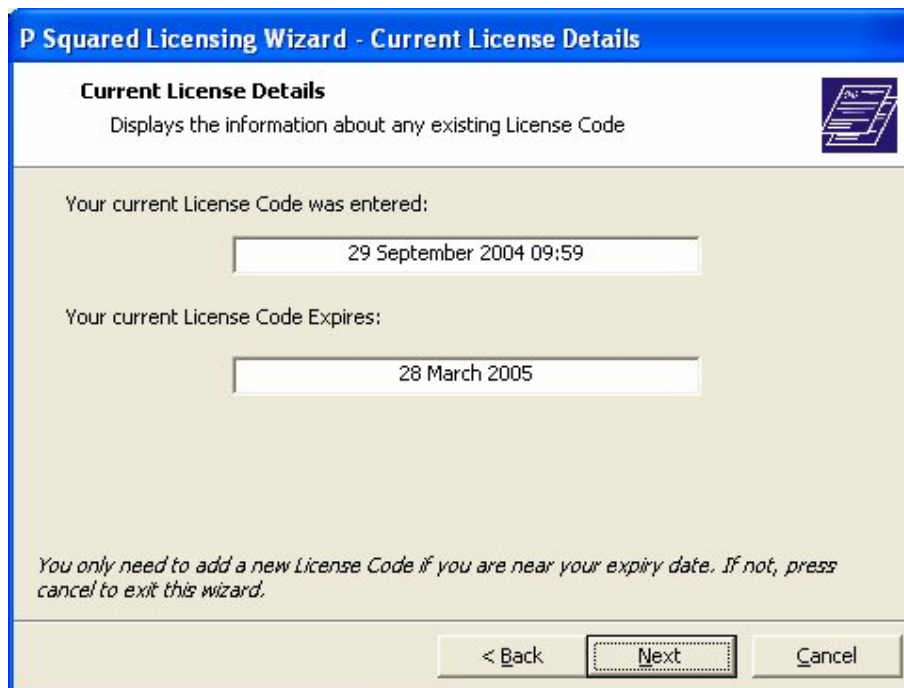 P Squared Licensing Wizard - Current License Details
Current License Details
Displays the information about any existing License Code
Your current License Code was entered:
29 September 2004 09:59
Your current License Code Expires:
28 March 2005
You only need to add a new License Code if you are near your expiry date. If not, press
cancel to exit this wizard.
< Back Next Cancel